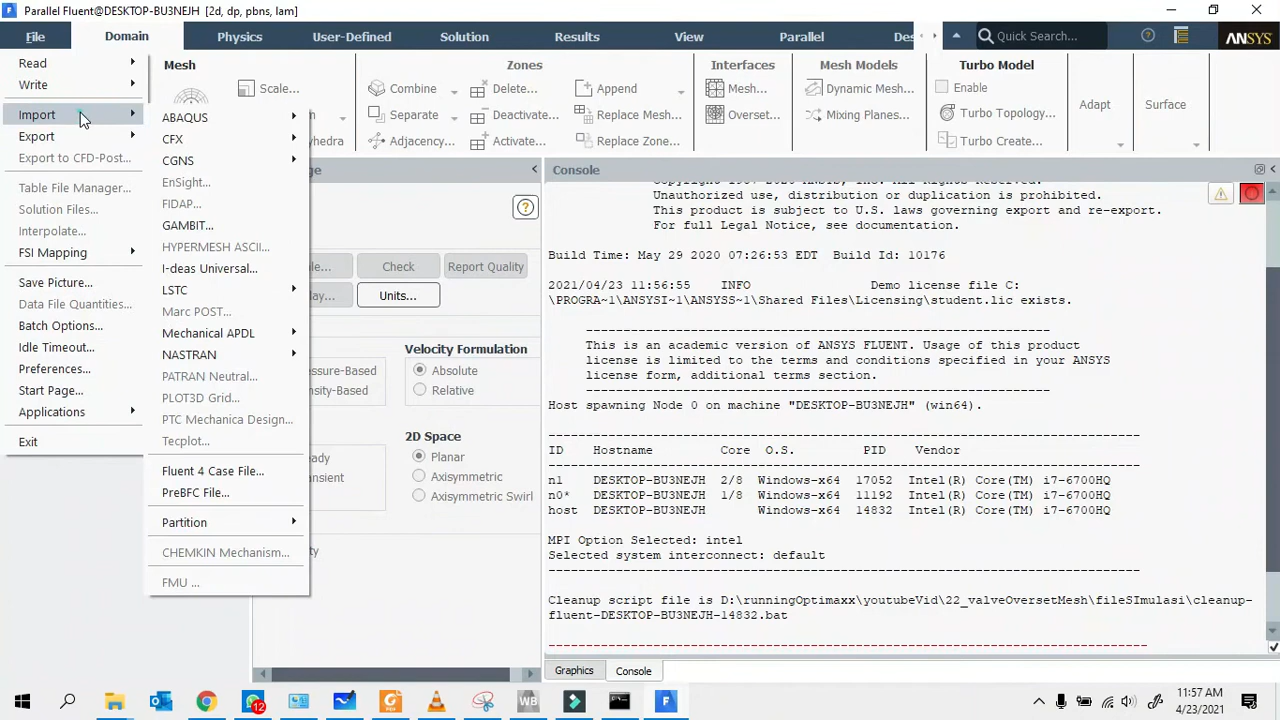 Parallel Fluent@DESKTOP-BU3NEJH [2d, dp, pbns, lam]
File Domain Physics User-Defined Solution Results View Parallel Des Quick Search... ANSYS
Read
Write
Import
Export
Export to CFD-Post...
Table File Manager...
Solution Files...
Interpolate...
FSI Mapping
Save Picture...
Data File Quantities...
Batch Options...
Idle Timeout...
Preferences...
Start Page...
Applications
Exit
ABAQUS
CFX
CGNS
EnSight...
FIDAP...
GAMBIT...
HYPERMESH ASCII...
I-deas Universal...
LSTC
Marc POST...
Mechanical APDL
NASTRAN
PATRAN Neutral...
PLOT3D Grid...
PTC Mechanica Design...
Tecplot...
Fluent 4 Case File...
PreBFC File...
Partition
CHEMKIN Mechanism...
FMU ...
Mesh
Scale...
Zones
Combine Delete... Append
Separate Deactivate... Replace Mesh...
Adjacency... Activate... Replace Zone...
Interfaces
Mesh...
Overset...
Mesh Models
Dynamic Mesh...
Mixing Planes...
Turbo Model
Enable
Turbo Topology...
Turbo Create...
Adapt
Surface
Check Report Quality
Units...
Velocity Formulation
Absolute
Relative
2D Space
Planar
Axisymmetric
Axisymmetric Swirl
Console
Unauthorized use, distribution or duplication is prohibited.
This product is subject to U.S. laws governing export and re-export.
For full Legal Notice, see documentation.
Build Time: May 29 2020 07:26:53 EDT Build Id: 10176
2021/04/23 11:56:55 INFO Demo license file C:
\PROGRA~1\ANSYSI~1\ANSYSS~1\Shared Files\Licensing\student.lic exists.
--------------------------------------------------------------
This is an academic version of ANSYS FLUENT. Usage of this product
license is limited to the terms and conditions specified in your ANSYS
license form, additional terms section.
--------------------------------------------------------------
Host spawning Node 0 on machine "DESKTOP-BU3NEJH" (win64).
ID Hostname Core O.S. PID Vendor
n1 DESKTOP-BU3NEJH 2/8 Windows-x64 17052 Intel(R) Core(TM) i7-6700HQ
n0* DESKTOP-BU3NEJH 1/8 Windows-x64 11192 Intel(R) Core(TM) i7-6700HQ
host DESKTOP-BU3NEJH Windows-x64 14832 Intel(R) Core(TM) i7-6700HQ
MPI Option Selected: intel
Selected system interconnect: default
Cleanup script file is D:\runningOptimaxx\youtubeVid\22_valveOversetMesh\fileSImulasi\cleanup-
fluent-DESKTOP-BU3NEJH-14832.bat
Graphics Console
12
WB
11:57 AM
4/23/2021